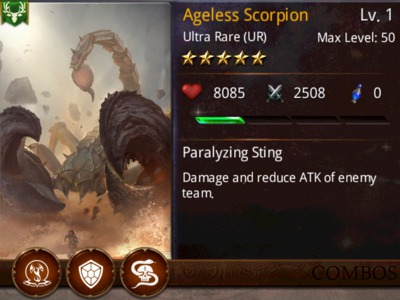 Ageless Scorpion Lv. 1
Ultra Rare (UR) Max Level: 50
8085 2508 0
Paralyzing Sting
Damage and reduce ATK of enemy
team.
COMBOS